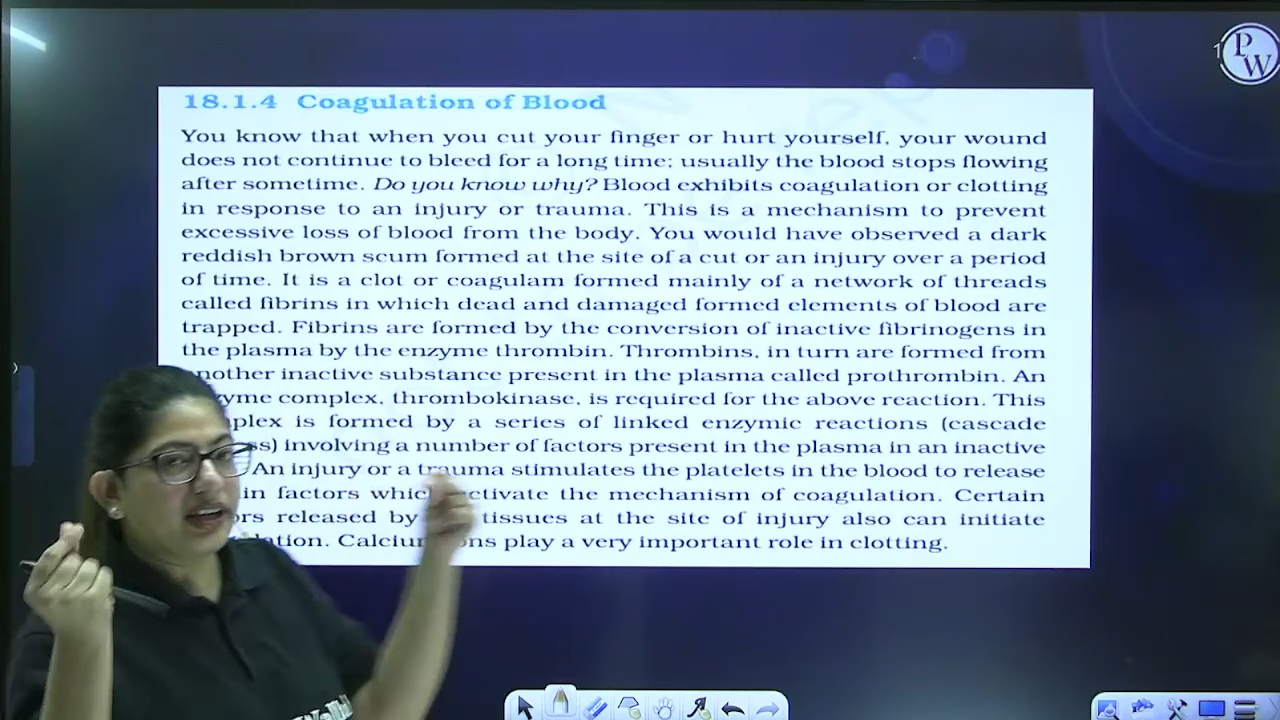 18.1.4 Coagulation of Blood
You know that when you cut your finger or hurt yourself, your wound
does not continue to bleed for a long time; usually the blood stops flowing
after sometime. Do you know why? Blood exhibits coagulation or clotting
in response to an injury or trauma. This is a mechanism to prevent
excessive loss of blood from the body. You would have observed a dark
reddish brown scum formed at the site of a cut or an injury over a period
of time. It is a clot or coagulam formed mainly of a network of threads
called fibrins in which dead and damaged formed elements of blood are
trapped. Fibrins are formed by the conversion of inactive fibrinogens in
the plasma by the enzyme thrombin. Thrombins, in turn are formed from
another inactive substance present in the plasma called prothrombin. An
zyme complex, thrombokinase, is required for the above reaction. This
plex is formed by a series of linked enzymic reactions (cascade
ss) involving a number of factors present in the plasma in an inactive
An injury or a trauma stimulates the platelets in the blood to release
in factors which activate the mechanism of coagulation. Certain
rs released by tissues at the site of injury also can initiate
lation. Calcium ons play a very important role in clotting.
PW